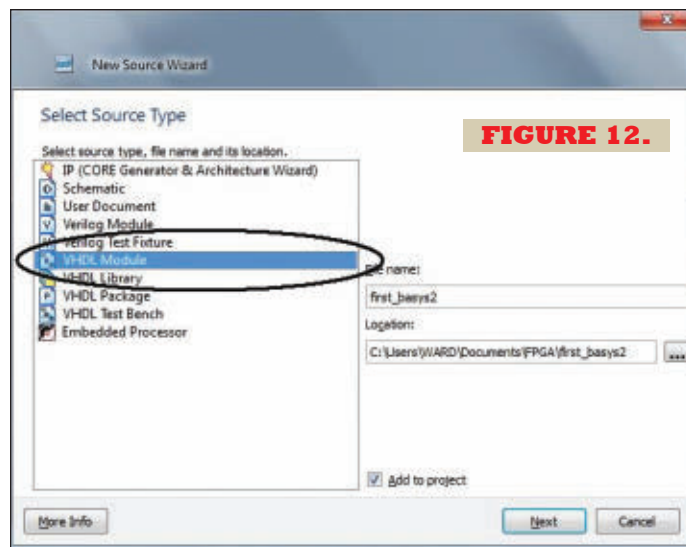 New Source Wizard
Select Source Type
FIGURE 12.
Select source type, file name and its location.
IP (CORE Generator & Architecture Wizard)
Schematic
User Document
Verilog Module
Verilog Test Fixture
VHDL Module
VHDL Library
VHDL Package
VHDL Test Bench
Embedded Processor
File name:
first_basys2
Location:
C:\Users\WARD\Documents\FPGA\first_basys2
...
Add to project
More Info
Next
Cancel